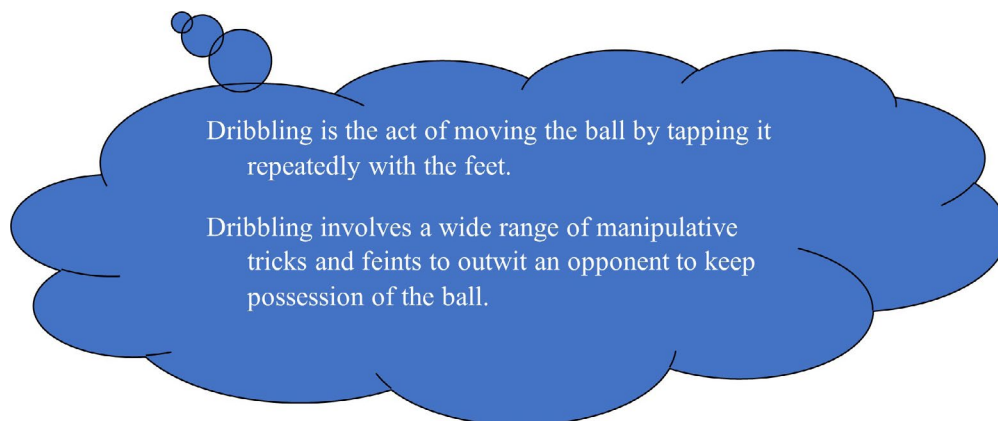 Dribbling is the act of moving the ball by tapping it
repeatedly with the feet.
Dribbling involves a wide range of manipulative
tricks and feints to outwit an opponent to keep
possession of the ball.